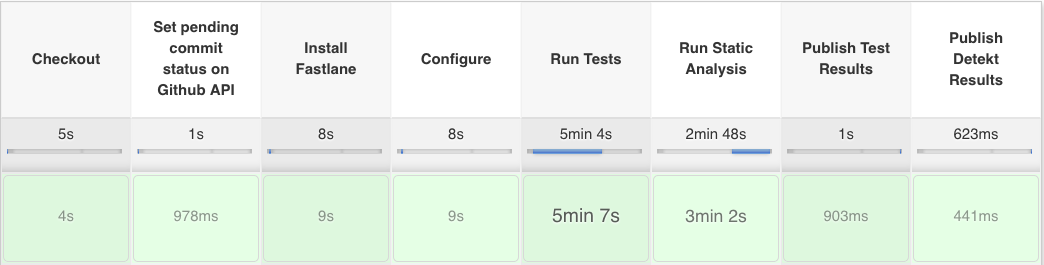 Checkout
Set pending
commit
status on
Github API
Install
Fastlane
Configure
Run Tests
Run Static
Analysis
Publish Test
Results
Publish
Detekt
Results
5s
1s
8s
8s
5min 4s
2min 48s
1s
623ms
4s
978ms
9s
9s
5min 7s
3min 2s
903ms
441ms